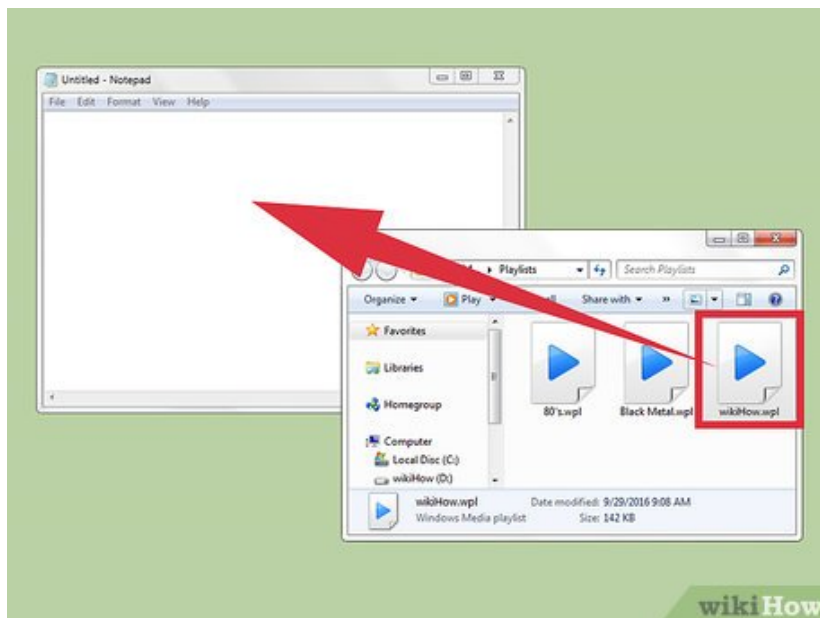 Untitled - Notepad
File Edit Format View Help
Playlists
Search Playlists
Organize Play Share with »
Favorites
Libraries
Homegroup
Computer
Local Disc (C:)
wikiHow (D:)
80's.wpl Black Metal.wpl wikiHow.wpl
wikiHow.wpl Date modified: 9/29/2016 9:08 AM
Windows Media playlist Size: 142 KB
wikiHow